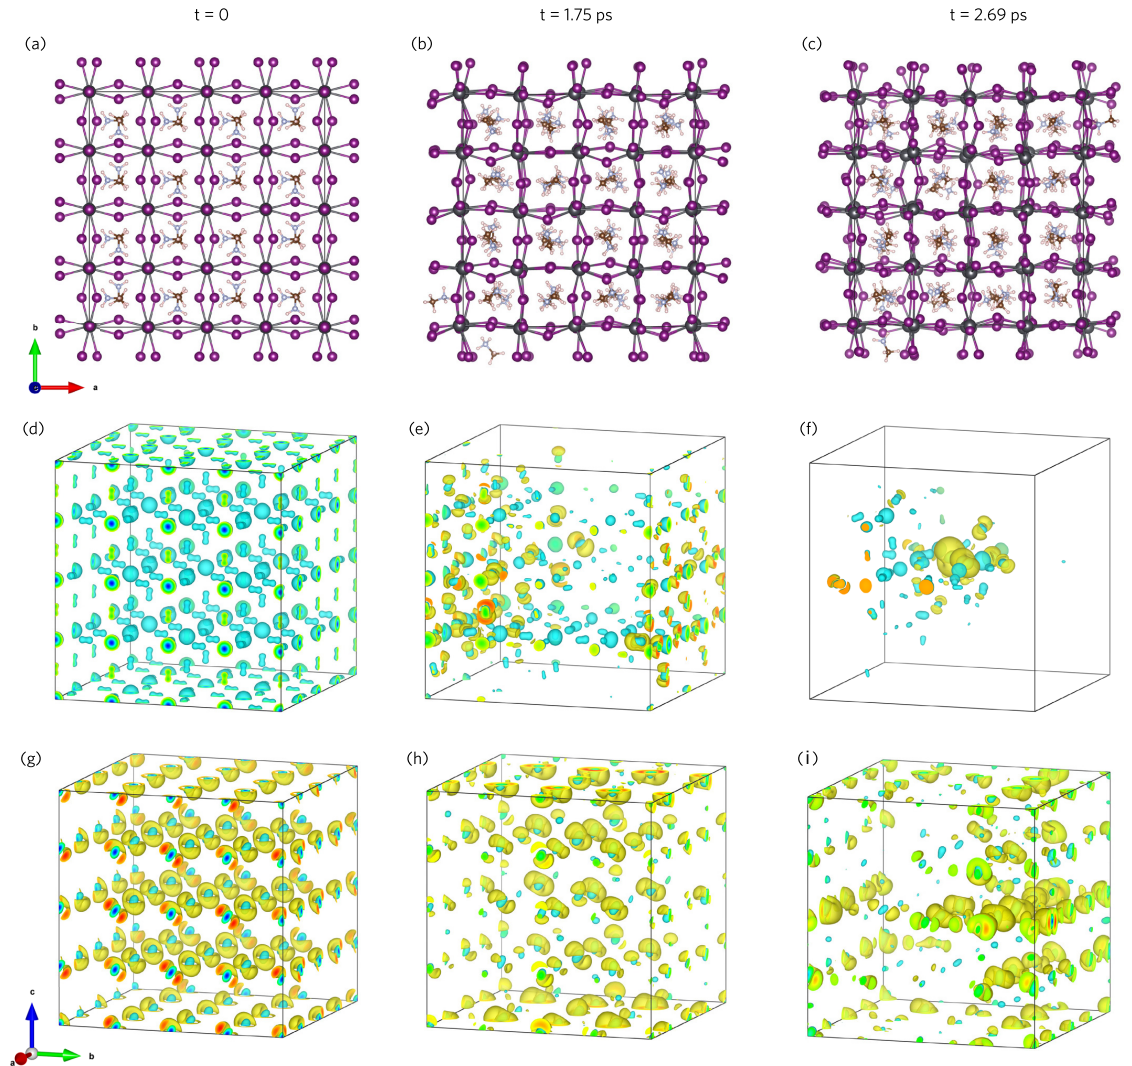 t = 0
t = 1.75 ps
t = 2.69 ps
(a)
(b)
(c)
b
a
(d)
(e)
(f)
(g)
(h)
(i)
c
a
b